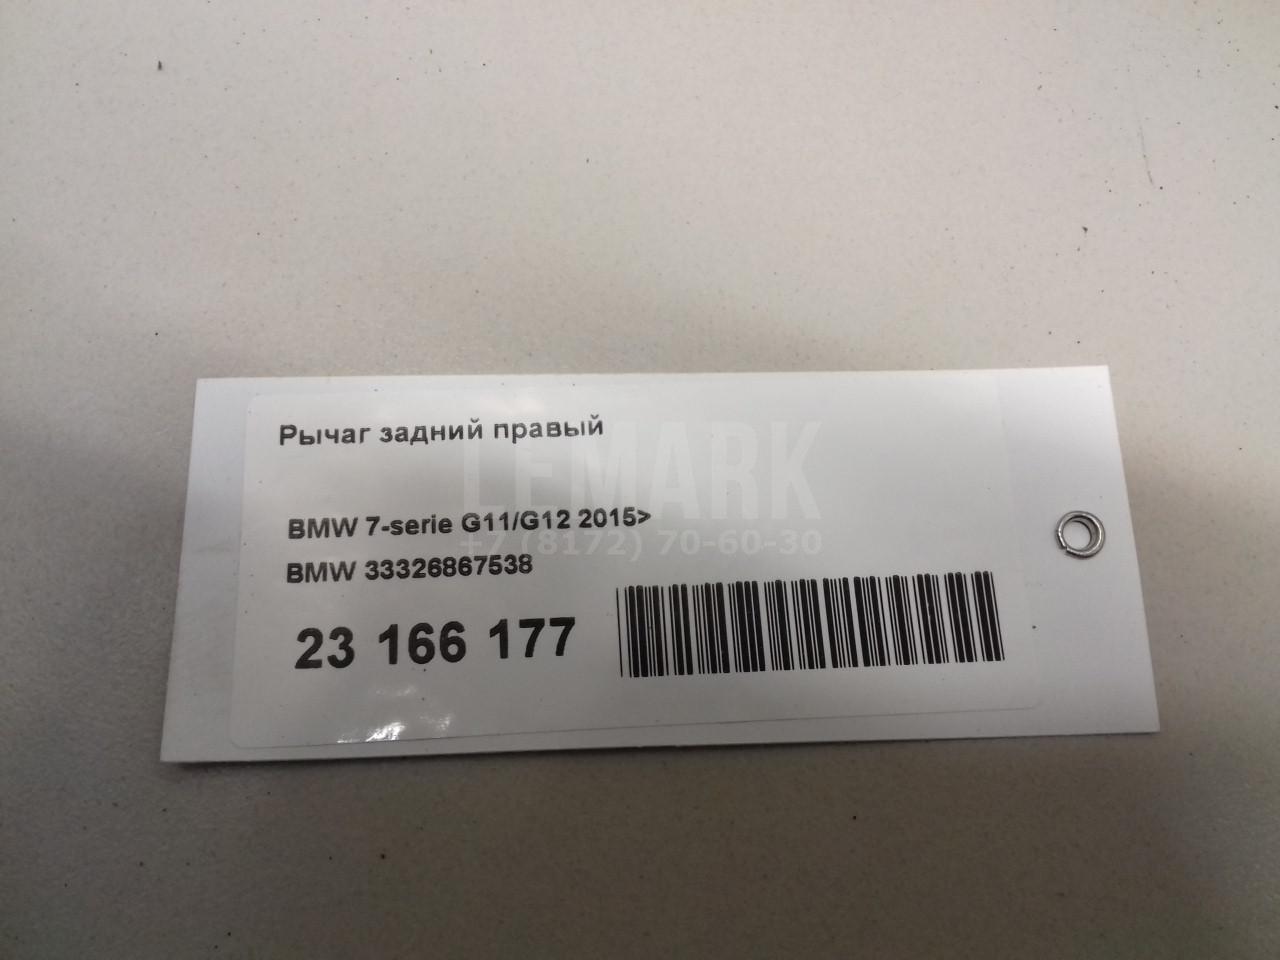 Рычаг задний правый
LEMARK
BMW 7-serie G11/G12 2015>
+7 (8172) 70-60-30
BMW 33326867538
23 166 177